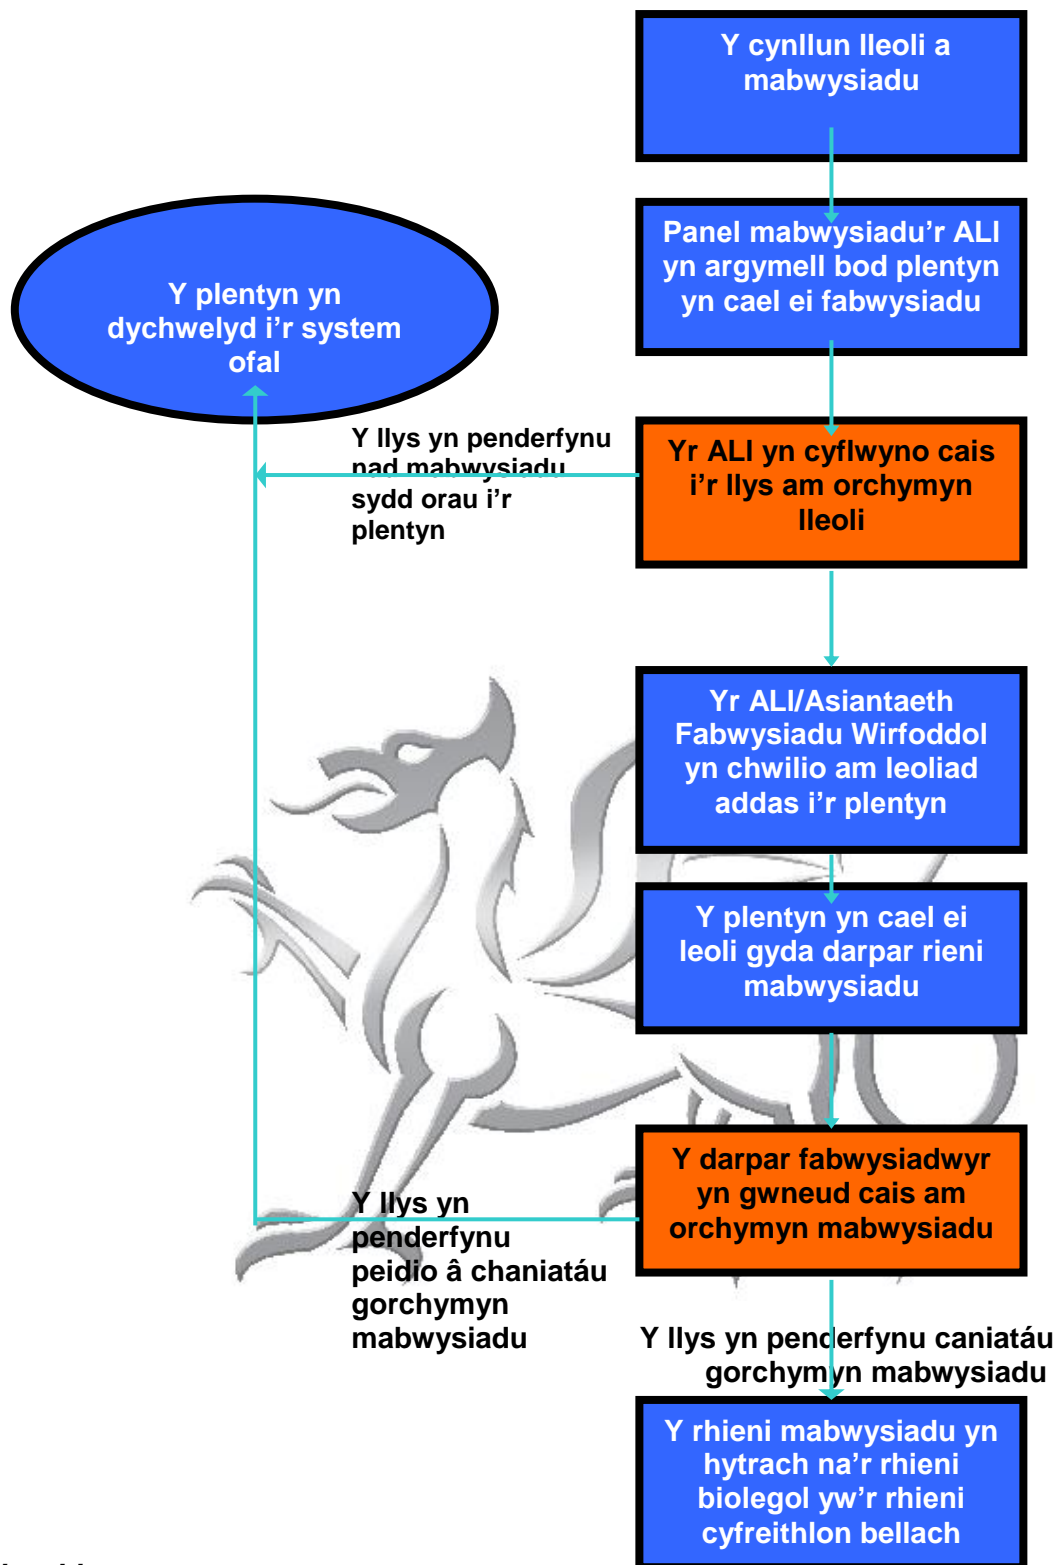 Y cynllun lleoli a
mabwysiadu
Panel mabwysiadu’r ALl
yn argymell bod plentyn
yn cael ei fabwysiadu
Y plentyn yn
dychwelyd i’r system
ofal
Y llys yn penderfynu
nad mabwysiadu
sydd orau i’r
plentyn
Yr ALl yn cyflwyno cais
i’r llys am orchymyn
lleoli
Yr ALl/Asiantaeth
Fabwysiadu Wirfoddol
yn chwilio am leoliad
addas i’r plentyn
Y plentyn yn cael ei
leoli gyda darpar rieni
mabwysiadu
Y darpar fabwysiadwyr
yn gwneud cais am
orchymyn mabwysiadu
Y llys yn
penderfynu
peidio â chaniatáu
gorchymyn
mabwysiadu
Y llys yn penderfynu caniatáu
gorchymyn mabwysiadu
Y rhieni mabwysiadu yn
hytrach na’r rhieni
biolegol yw’r rhieni
cyfreithlon bellach